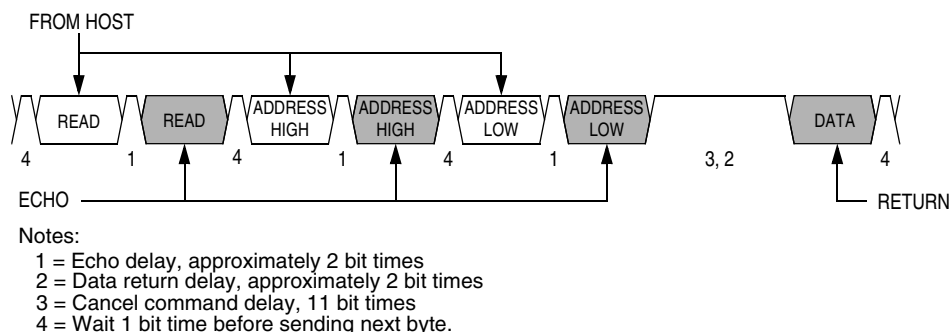 FROM HOST
READ READ ADDRESS HIGH ADDRESS HIGH ADDRESS LOW ADDRESS LOW DATA
4 1 4 1 4 1 3, 2 4
ECHO RETURN
Notes:
1 = Echo delay, approximately 2 bit times
2 = Data return delay, approximately 2 bit times
3 = Cancel command delay, 11 bit times
4 = Wait 1 bit time before sending next byte.